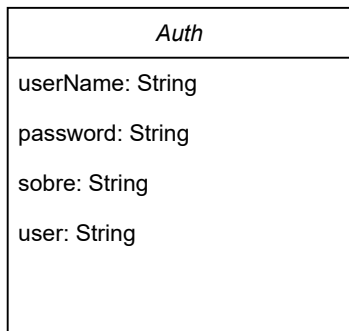 Auth
userName: String
password: String
sobre: String
user: String